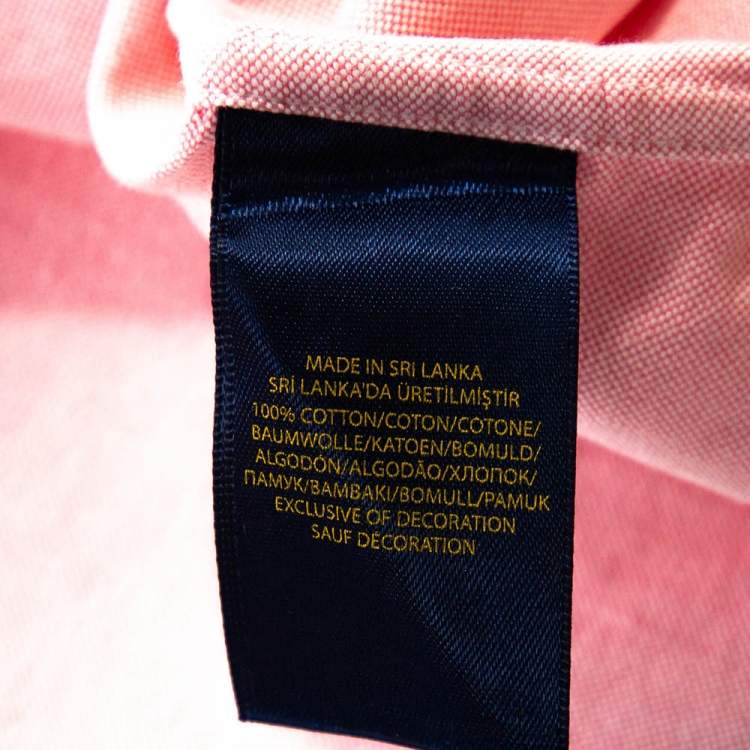 MADE IN SRI LANKA
SRİ LANKA'DA ÜRETİLMİŞTİR
100% COTTON/COTON/COTONE/
BAUMWOLLE/KATOEN/BOMULD/
ALGODÓN/ALGODÃO/ХЛОПОК/
ПАМУК/BAMBAKI/BOMULL/PAMUK
EXCLUSIVE OF DECORATION
SAUF DÉCORATION